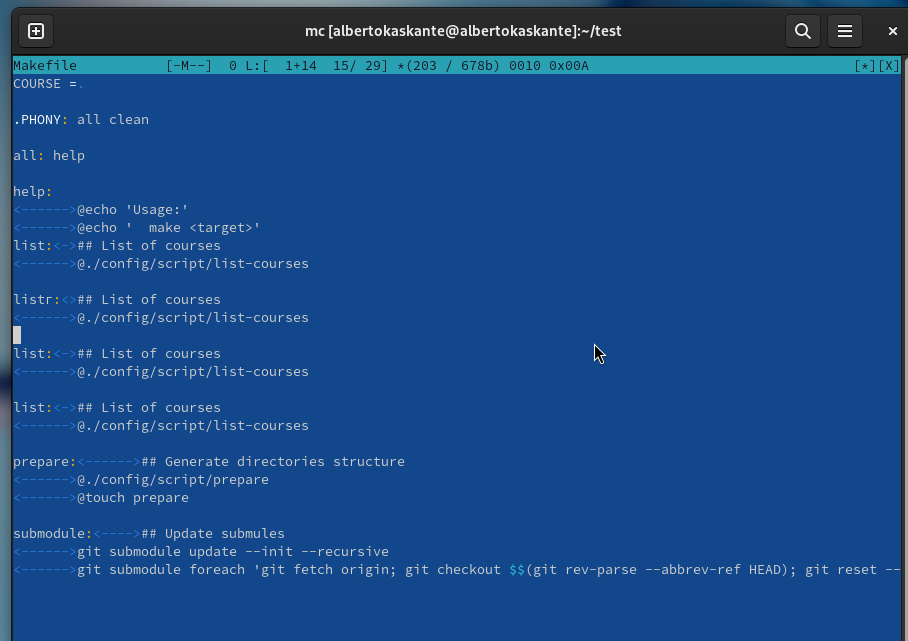 mc [albertokaskante@albertokaskante]:~/test
Makefile           [-M--]  0 L:[  1+14  15/ 29] *(203 / 678b) 0010 0x00A                                  [*][X]
COURSE =.

.PHONY: all clean

all: help

help:
<------>@echo 'Usage:'
<------>@echo '  make <target>'
list:<->## List of courses
<------>@./config/script/list-courses

listr:<>## List of courses
<------>@./config/script/list-courses

list:<->## List of courses
<------>@./config/script/list-courses

list:<->## List of courses
<------>@./config/script/list-courses

prepare:<------>## Generate directories structure
<------>@./config/script/prepare
<------>@touch prepare

submodule:<---->## Update submules
<------>git submodule update --init --recursive
<------>git submodule foreach 'git fetch origin; git checkout $$(git rev-parse --abbrev-ref HEAD); git reset --